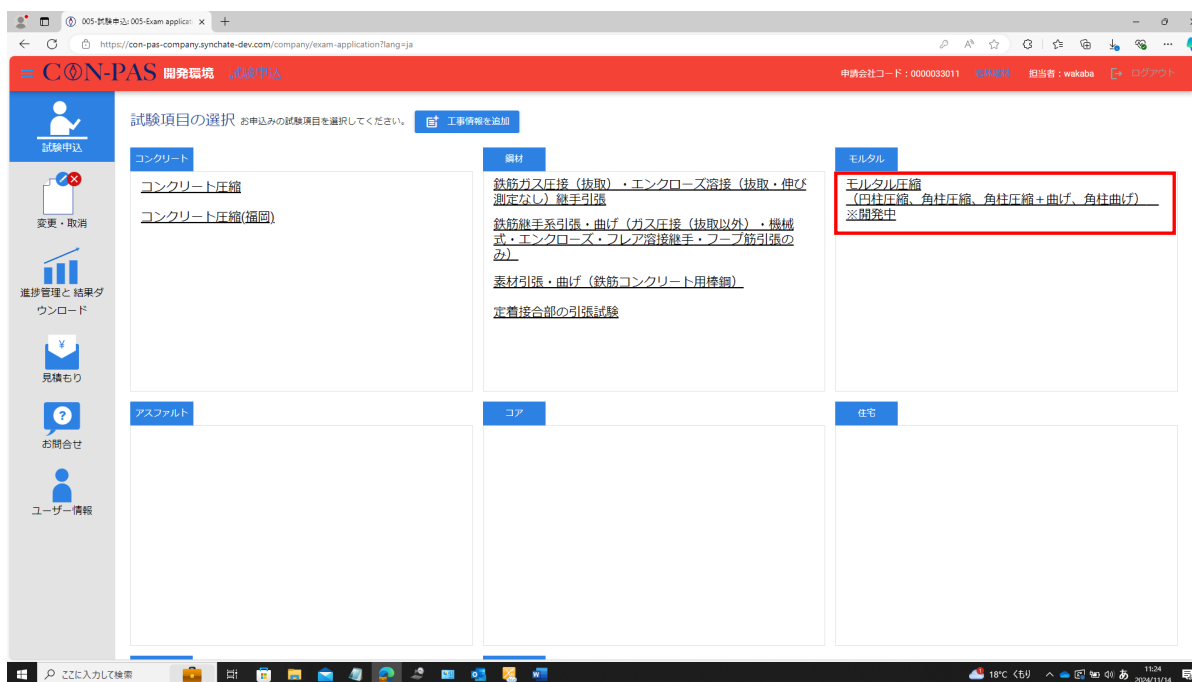 005-試験申込: 005-Exam applicati
https://con-pas-company.synchate-dev.com/company/exam-application?lang=ja
CON-PAS 開発環境 試験申込
申請会社コード：0000033011
担当者：wakaba
ログアウト
試験申込
変更・取消
進捗管理と 結果ダ
ウンロード
見積もり
お問合せ
ユーザー情報
試験項目の選択 お申込みの試験項目を選択してください。
工事情報を追加
コンクリート
コンクリート圧縮
コンクリート圧縮(福岡)
鋼材
鉄筋ガス圧接（抜取）・エンクローズ溶接（抜取・伸び
測定なし）継手引張
鉄筋継手系引張・曲げ（ガス圧接（抜取以外）・機械
式・エンクローズ・フレア溶接継手・フープ筋引張の
み）
素材引張・曲げ（鉄筋コンクリート用棒鋼）
定着接合部の引張試験
モルタル
モルタル圧縮
（円柱圧縮、角柱圧縮、角柱圧縮＋曲げ、角柱曲げ）
※開発中
アスファルト
コア
住宅
ここに入力して検索
18°C くもり
あ
11:24
2024/11/14